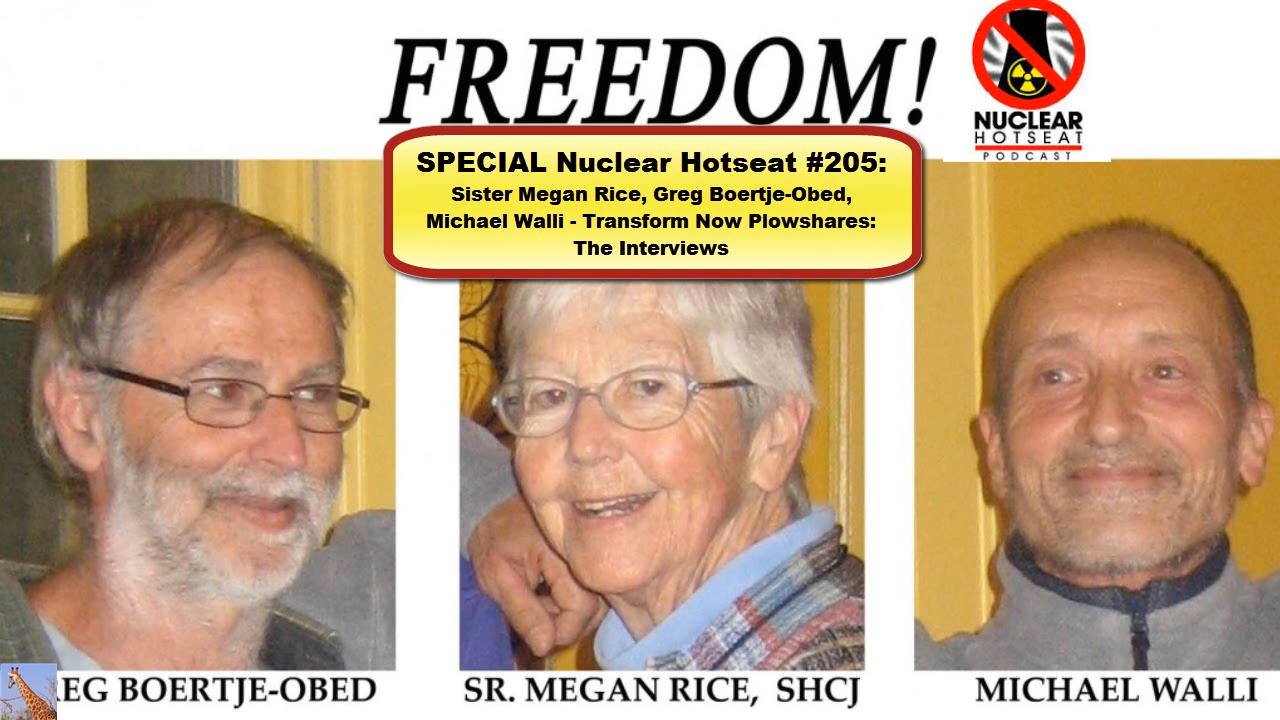 FREEDOM!
NUCLEAR
HOTSEAT
PODCAST
SPECIAL Nuclear Hotseat #205:
Sister Megan Rice, Greg Boertje-Obed,
Michael Walli - Transform Now Plowshares:
The Interviews
EG BOERTJE-OBED
SR. MEGAN RICE, SHCJ
MICHAEL WALLI